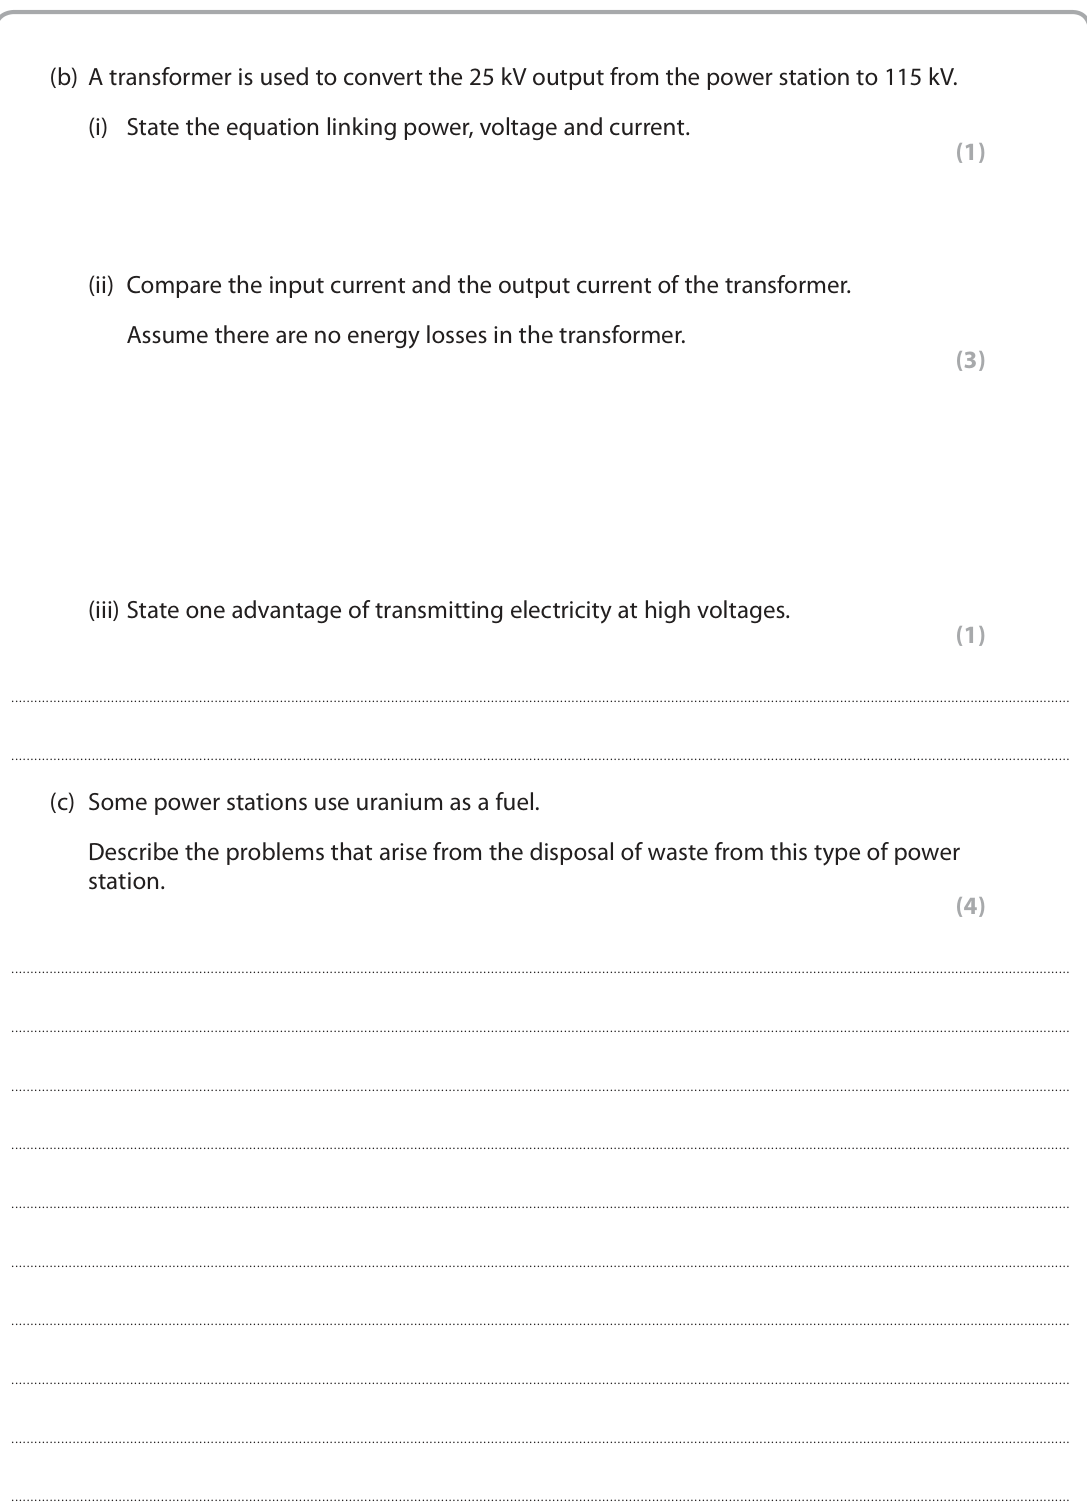 (b) A transformer is used to convert the 25 kV output from the power station to 115 kV.
(i) State the equation linking power, voltage and current.
(1)
(ii) Compare the input current and the output current of the transformer.
Assume there are no energy losses in the transformer.
(3)
(iii) State one advantage of transmitting electricity at high voltages.
(1)
(c) Some power stations use uranium as a fuel.
Describe the problems that arise from the disposal of waste from this type of power
station.
(4)